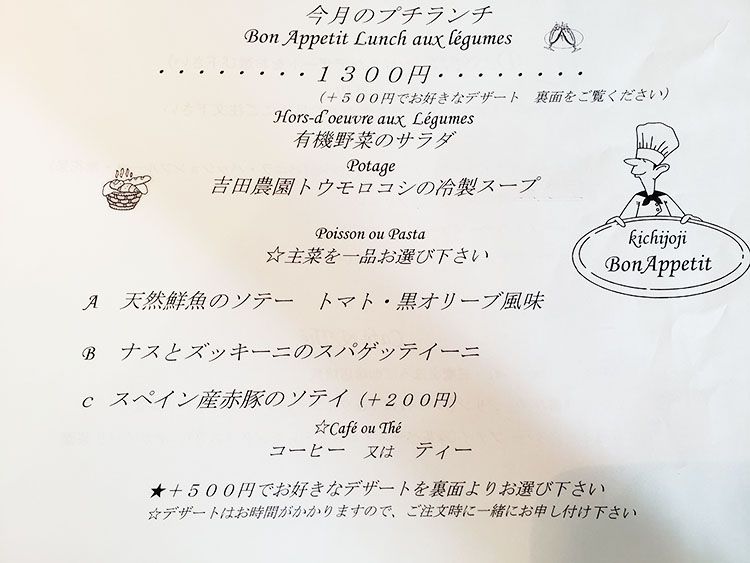 今月のプチランチ
Bon Appetit Lunch aux légumes
・・・・・・・・１３００円・・・・・・・・
（＋５００円でお好きなデザート　裏面をご覧ください）
Hors-d'oeuvre aux Légumes
有機野菜のサラダ
Potage
吉田農園トウモロコシの冷製スープ
Poisson ou Pasta
☆主菜を一品お選び下さい
kichijoji
BonAppetit
A　天然鮮魚のソテー　トマト・黒オリーブ風味
B　ナスとズッキーニのスパゲッテイーニ
c　スペイン産赤豚のソテイ（＋２００円）
☆Café ou Thé
コーヒー　又は　ティー
★＋５００円でお好きなデザートを裏面よりお選び下さい
☆デザートはお時間がかかりますので、ご注文時に一緒にお申し付け下さい